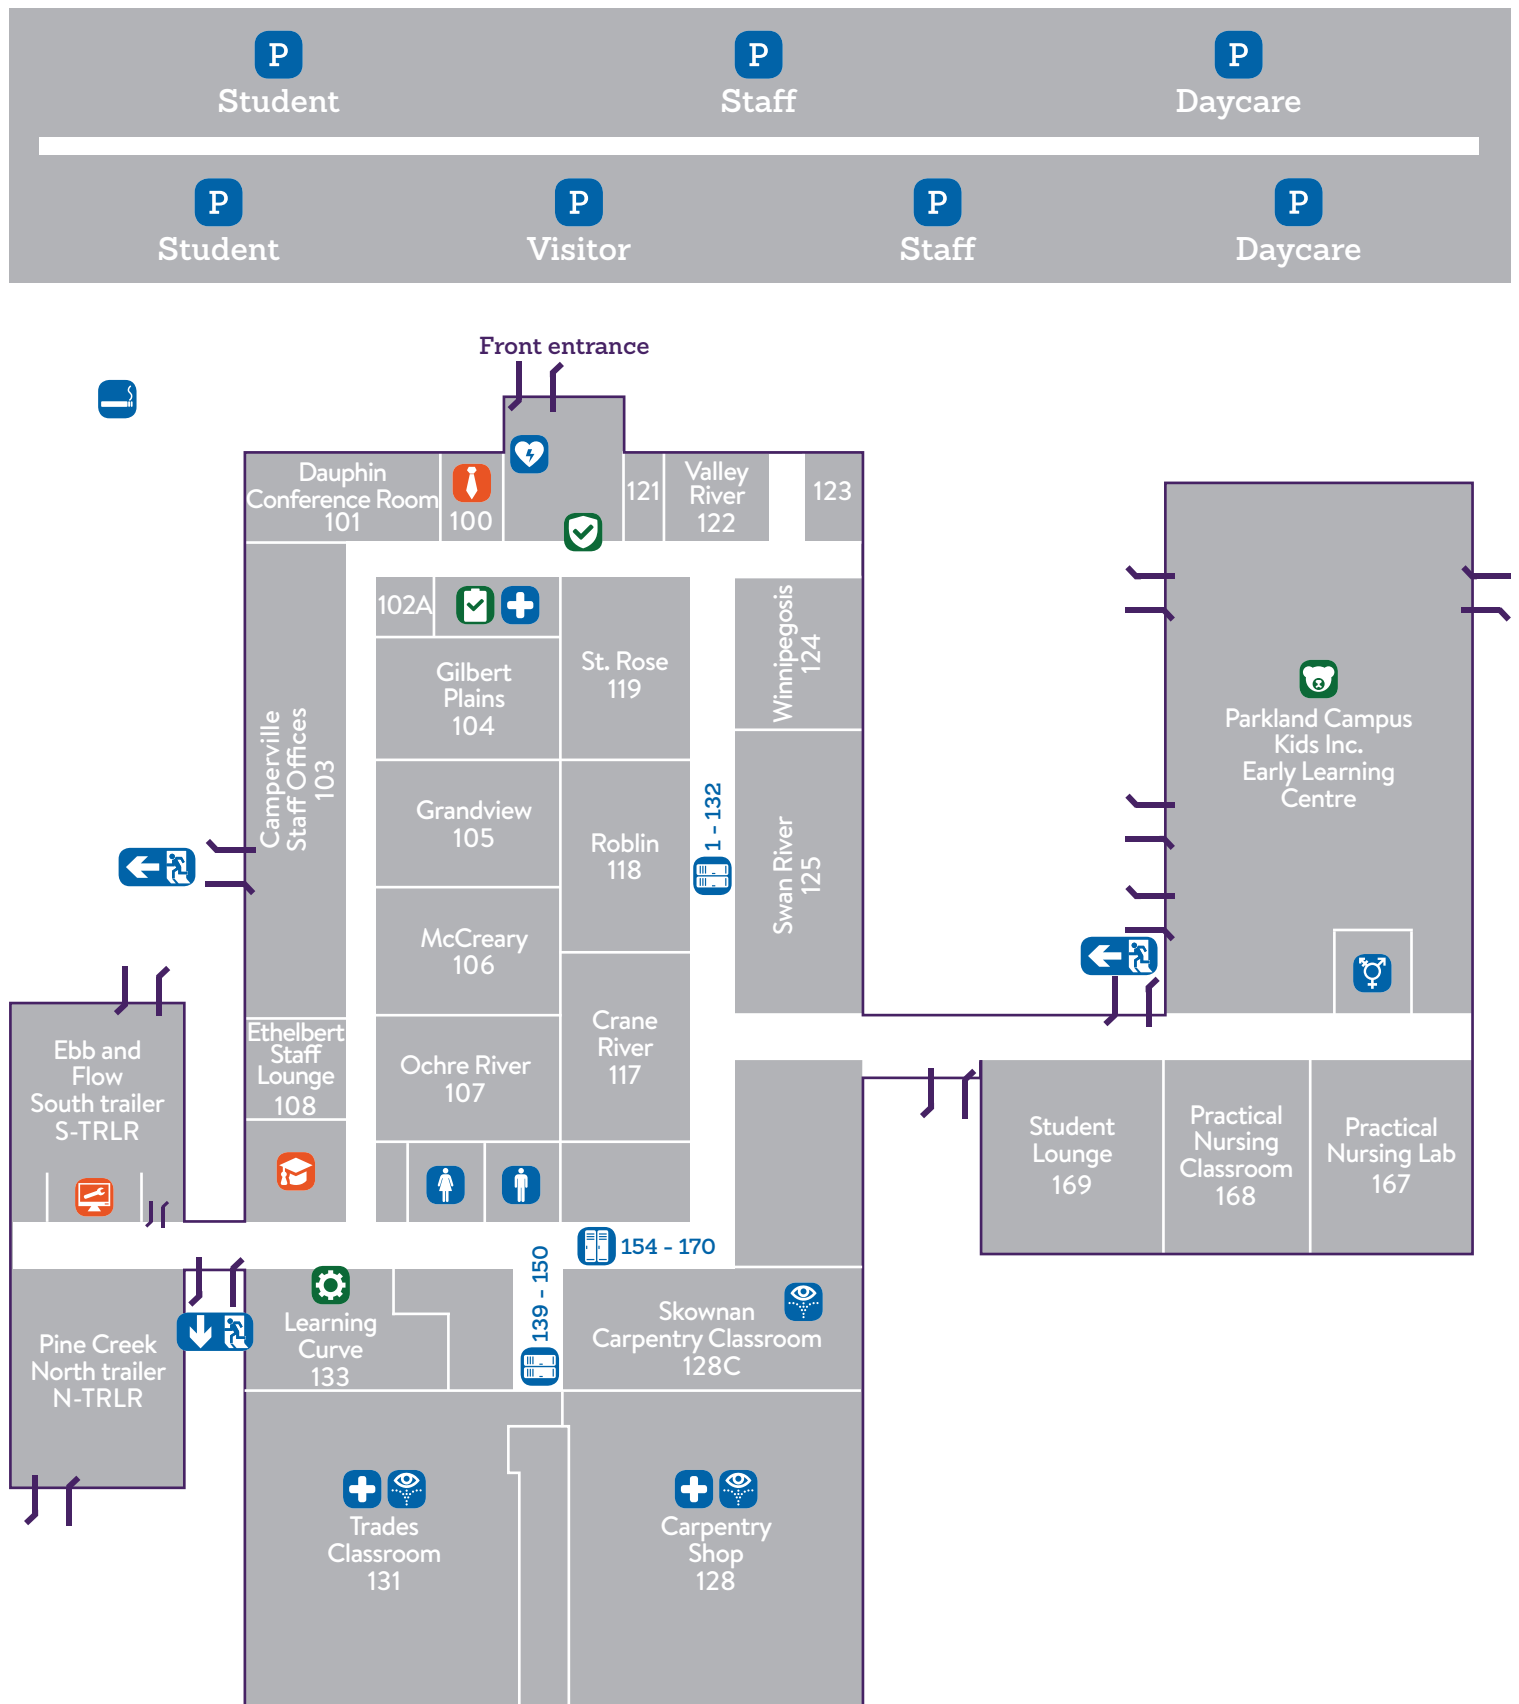 P
Student
P
Staff
P
Daycare
P
Student
P
Visitor
P
Staff
P
Daycare
Front entrance
Dauphin
Conference Room
101
100
121
Valley
River
122
123
102A
Gilbert
Plains
104
St. Rose
119
Winnipegosis
124
Camperville
Staff Offices
103
Grandview
105
Roblin
118
1 - 132
Swan River
125
Parkland Campus
Kids Inc.
Early Learning
Centre
McCreary
106
Ethelbert
Staff
Lounge
108
Ochre River
107
Crane
River
117
Ebb and
Flow
South trailer
S-TRLR
Student
Lounge
169
Practical
Nursing
Classroom
168
Practical
Nursing Lab
167
154 - 170
139 - 150
Learning
Curve
133
Skownan
Carpentry Classroom
128C
Pine Creek
North trailer
N-TRLR
Trades
Classroom
131
Carpentry
Shop
128